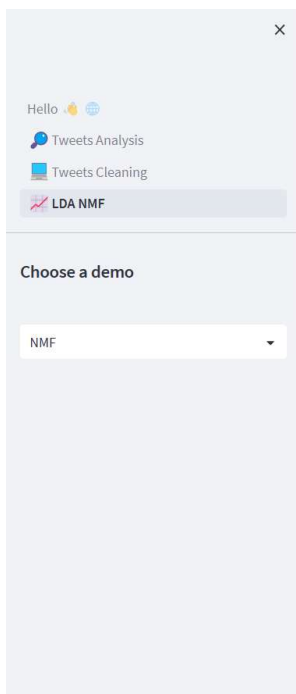 Hello 👋 🌐
🔎 Tweets Analysis
💻 Tweets Cleaning
📈 LDA NMF
Choose a demo
NMF